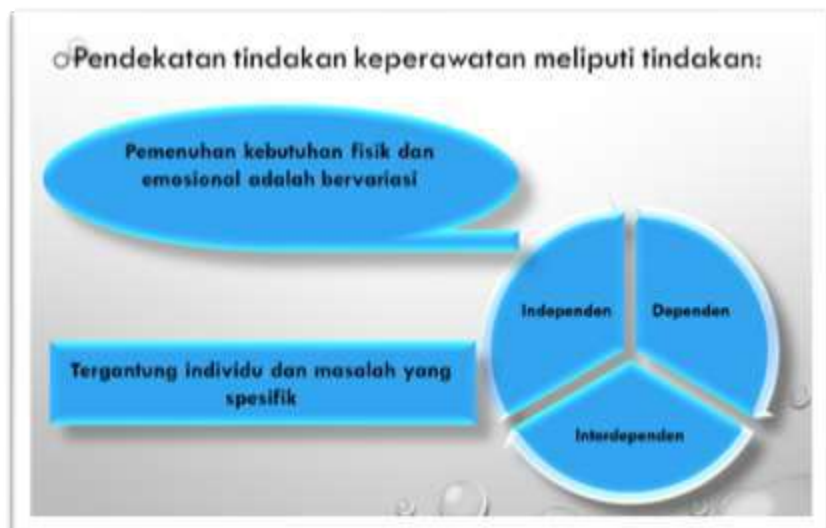 Pendekatan tindakan keperawatan meliputi tindakan:
Pemenuhan kebutuhan fisik dan
emosional adalah bervariasi
Independen
Dependen
Tergantung individu dan masalah yang
spesifik
Interdependen